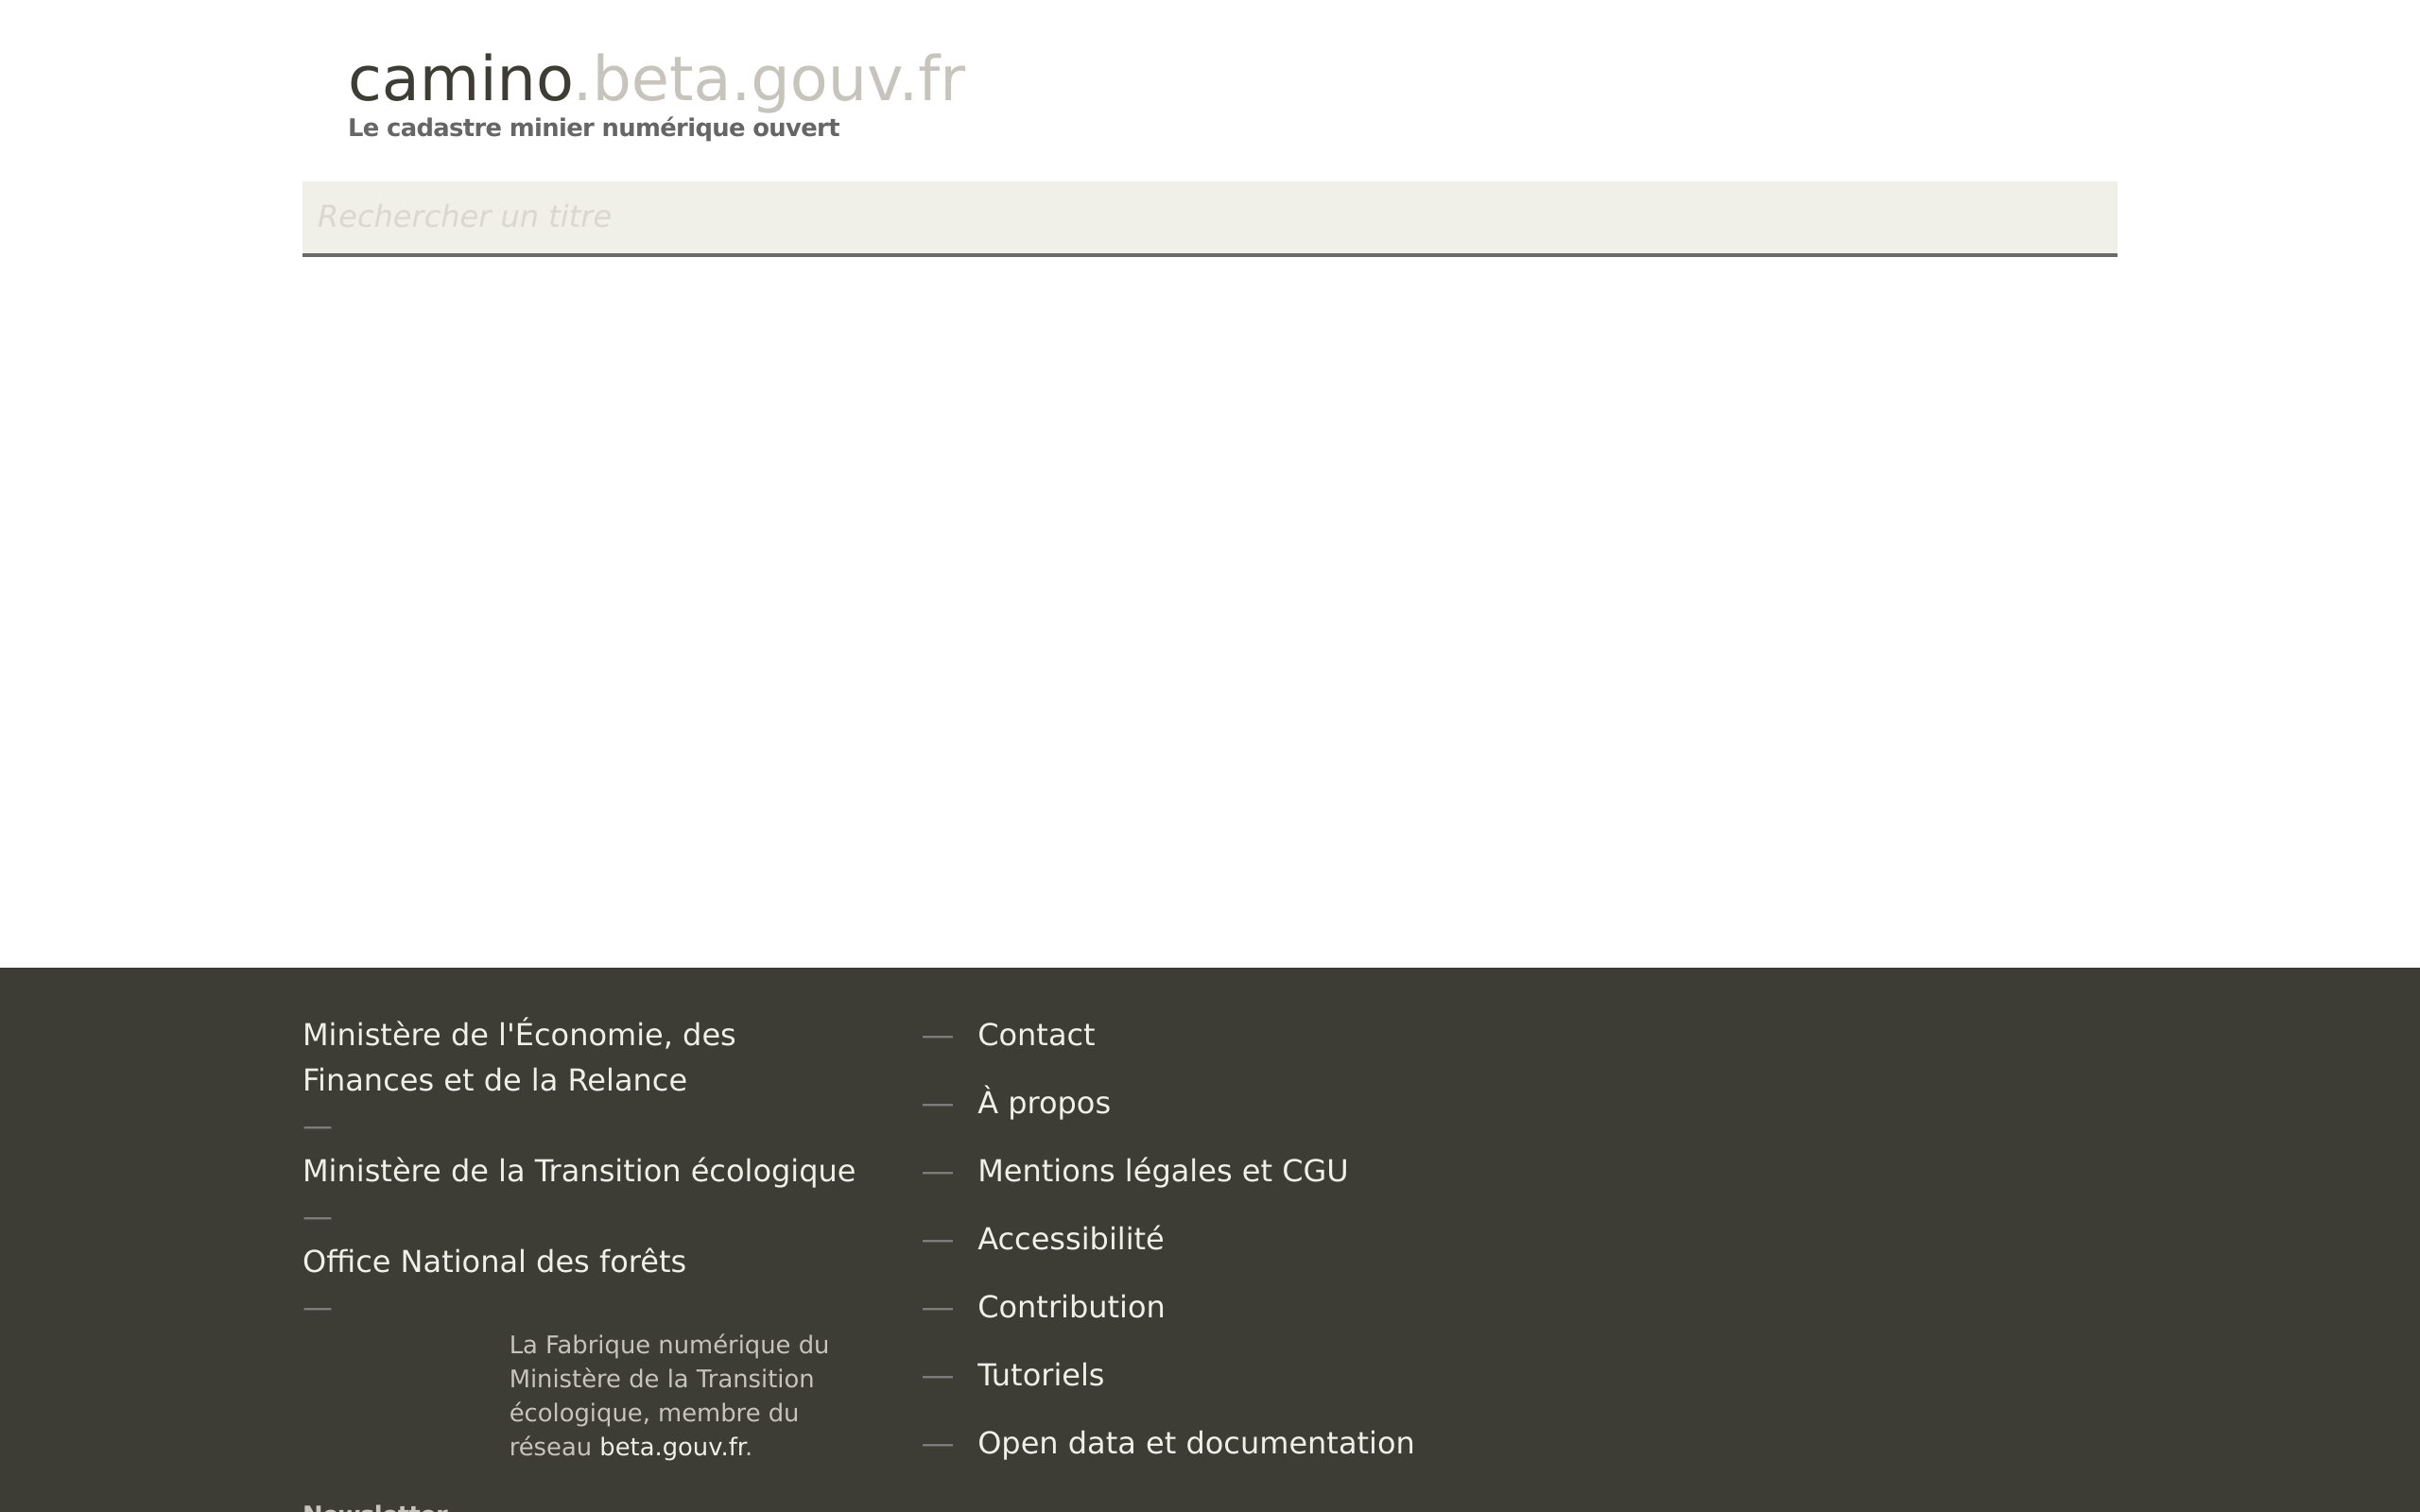 camino.beta.gouv.fr
Le cadastre minier numérique ouvert
Rechercher un titre
Ministère de l'Économie, des
Finances et de la Relance
—
Ministère de la Transition écologique
—
Office National des forêts
—
La Fabrique numérique du
Ministère de la Transition
écologique, membre du
réseau beta.gouv.fr.
Newsletter
— Contact
— À propos
— Mentions légales et CGU
— Accessibilité
— Contribution
— Tutoriels
— Open data et documentation